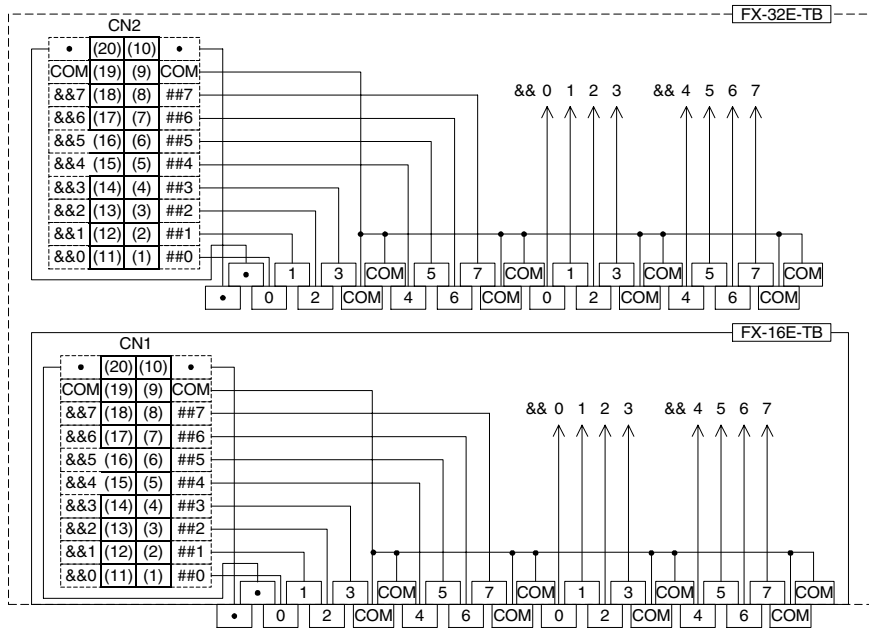 FX-32E-TB
CN2
• (20) (10) •
COM (19) (9) COM
&&7 (18) (8) ##7
&&6 (17) (7) ##6
&&5 (16) (6) ##5
&&4 (15) (5) ##4
&&3 (14) (4) ##3
&&2 (13) (3) ##2
&&1 (12) (2) ##1
&&0 (11) (1) ##0
&& 0 1 2 3 && 4 5 6 7
• 1 3 COM 5 7 COM 1 3 COM 5 7 COM
• 0 2 COM 4 6 COM 0 2 COM 4 6 COM
FX-16E-TB
CN1
• (20) (10) •
COM (19) (9) COM
&&7 (18) (8) ##7
&&6 (17) (7) ##6
&&5 (16) (6) ##5
&&4 (15) (5) ##4
&&3 (14) (4) ##3
&&2 (13) (3) ##2
&&1 (12) (2) ##1
&&0 (11) (1) ##0
&& 0 1 2 3 && 4 5 6 7
• 1 3 COM 5 7 COM 1 3 COM 5 7 COM
• 0 2 COM 4 6 COM 0 2 COM 4 6 COM